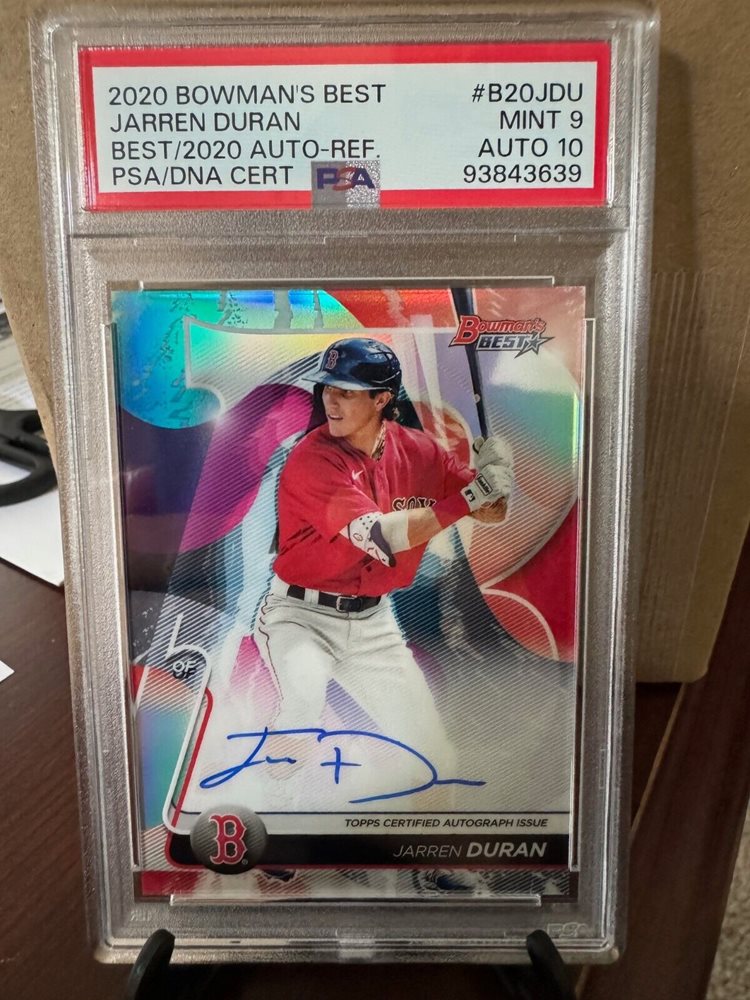 2020 BOWMAN'S BEST #B20JDU
JARREN DURAN MINT 9
BEST/2020 AUTO-REF. AUTO 10
PSA/DNA CERT PSA 93843639
Bowman's
BEST
B
SOX
OF
TOPPS CERTIFIED AUTOGRAPH ISSUE
B
JARREN DURAN